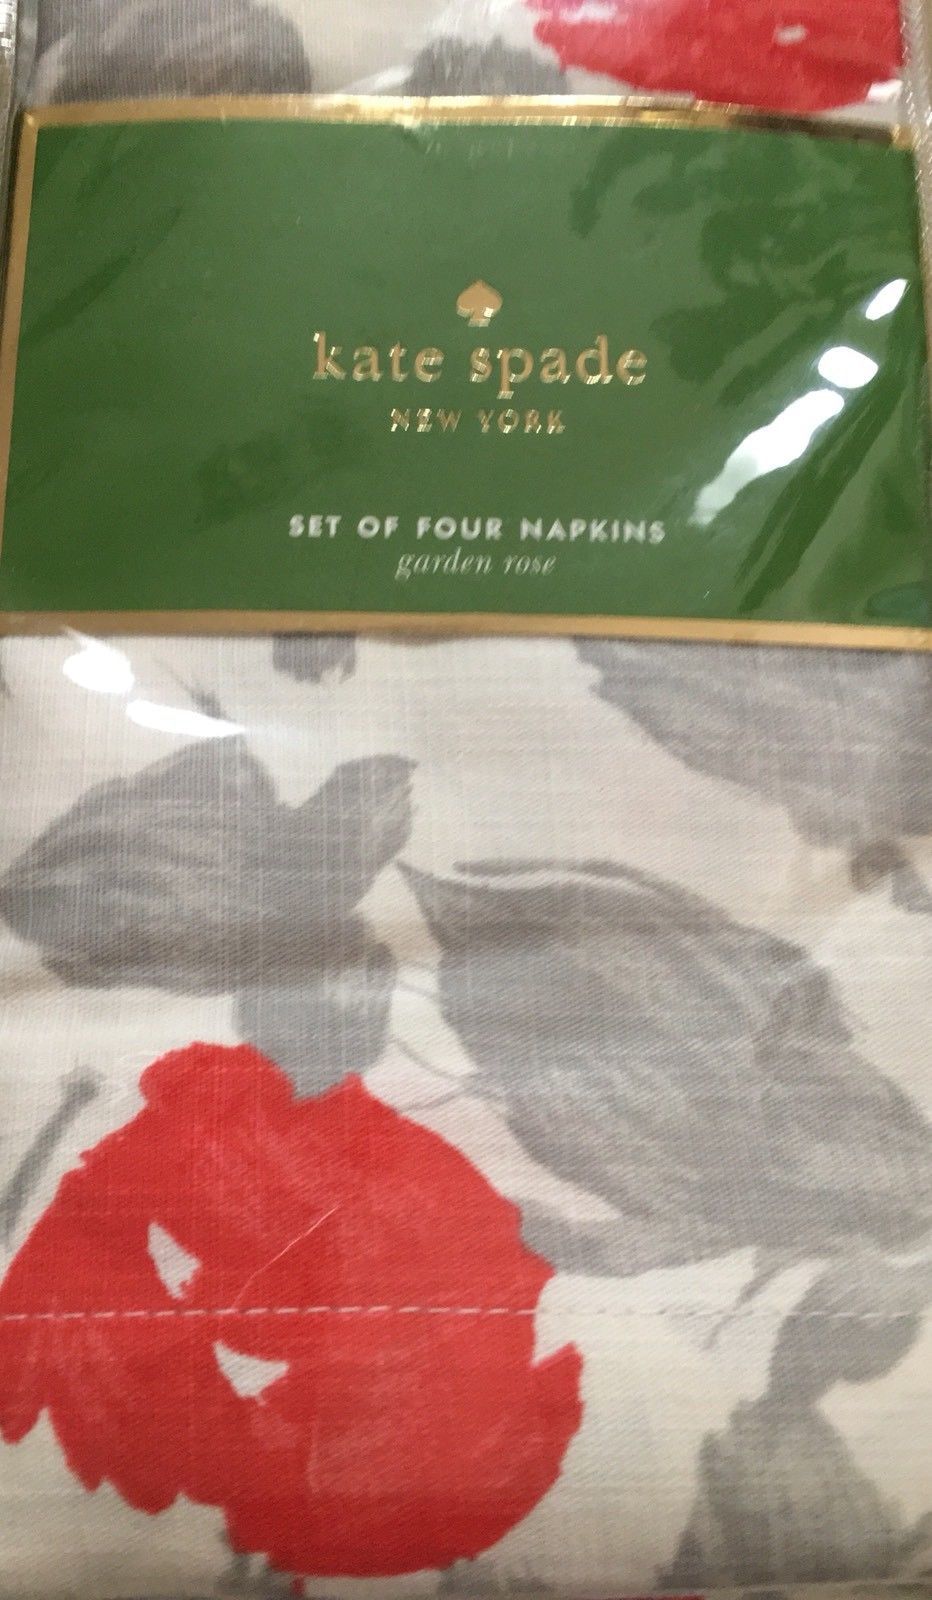 kate spade
NEW YORK
SET OF FOUR NAPKINS
garden rose